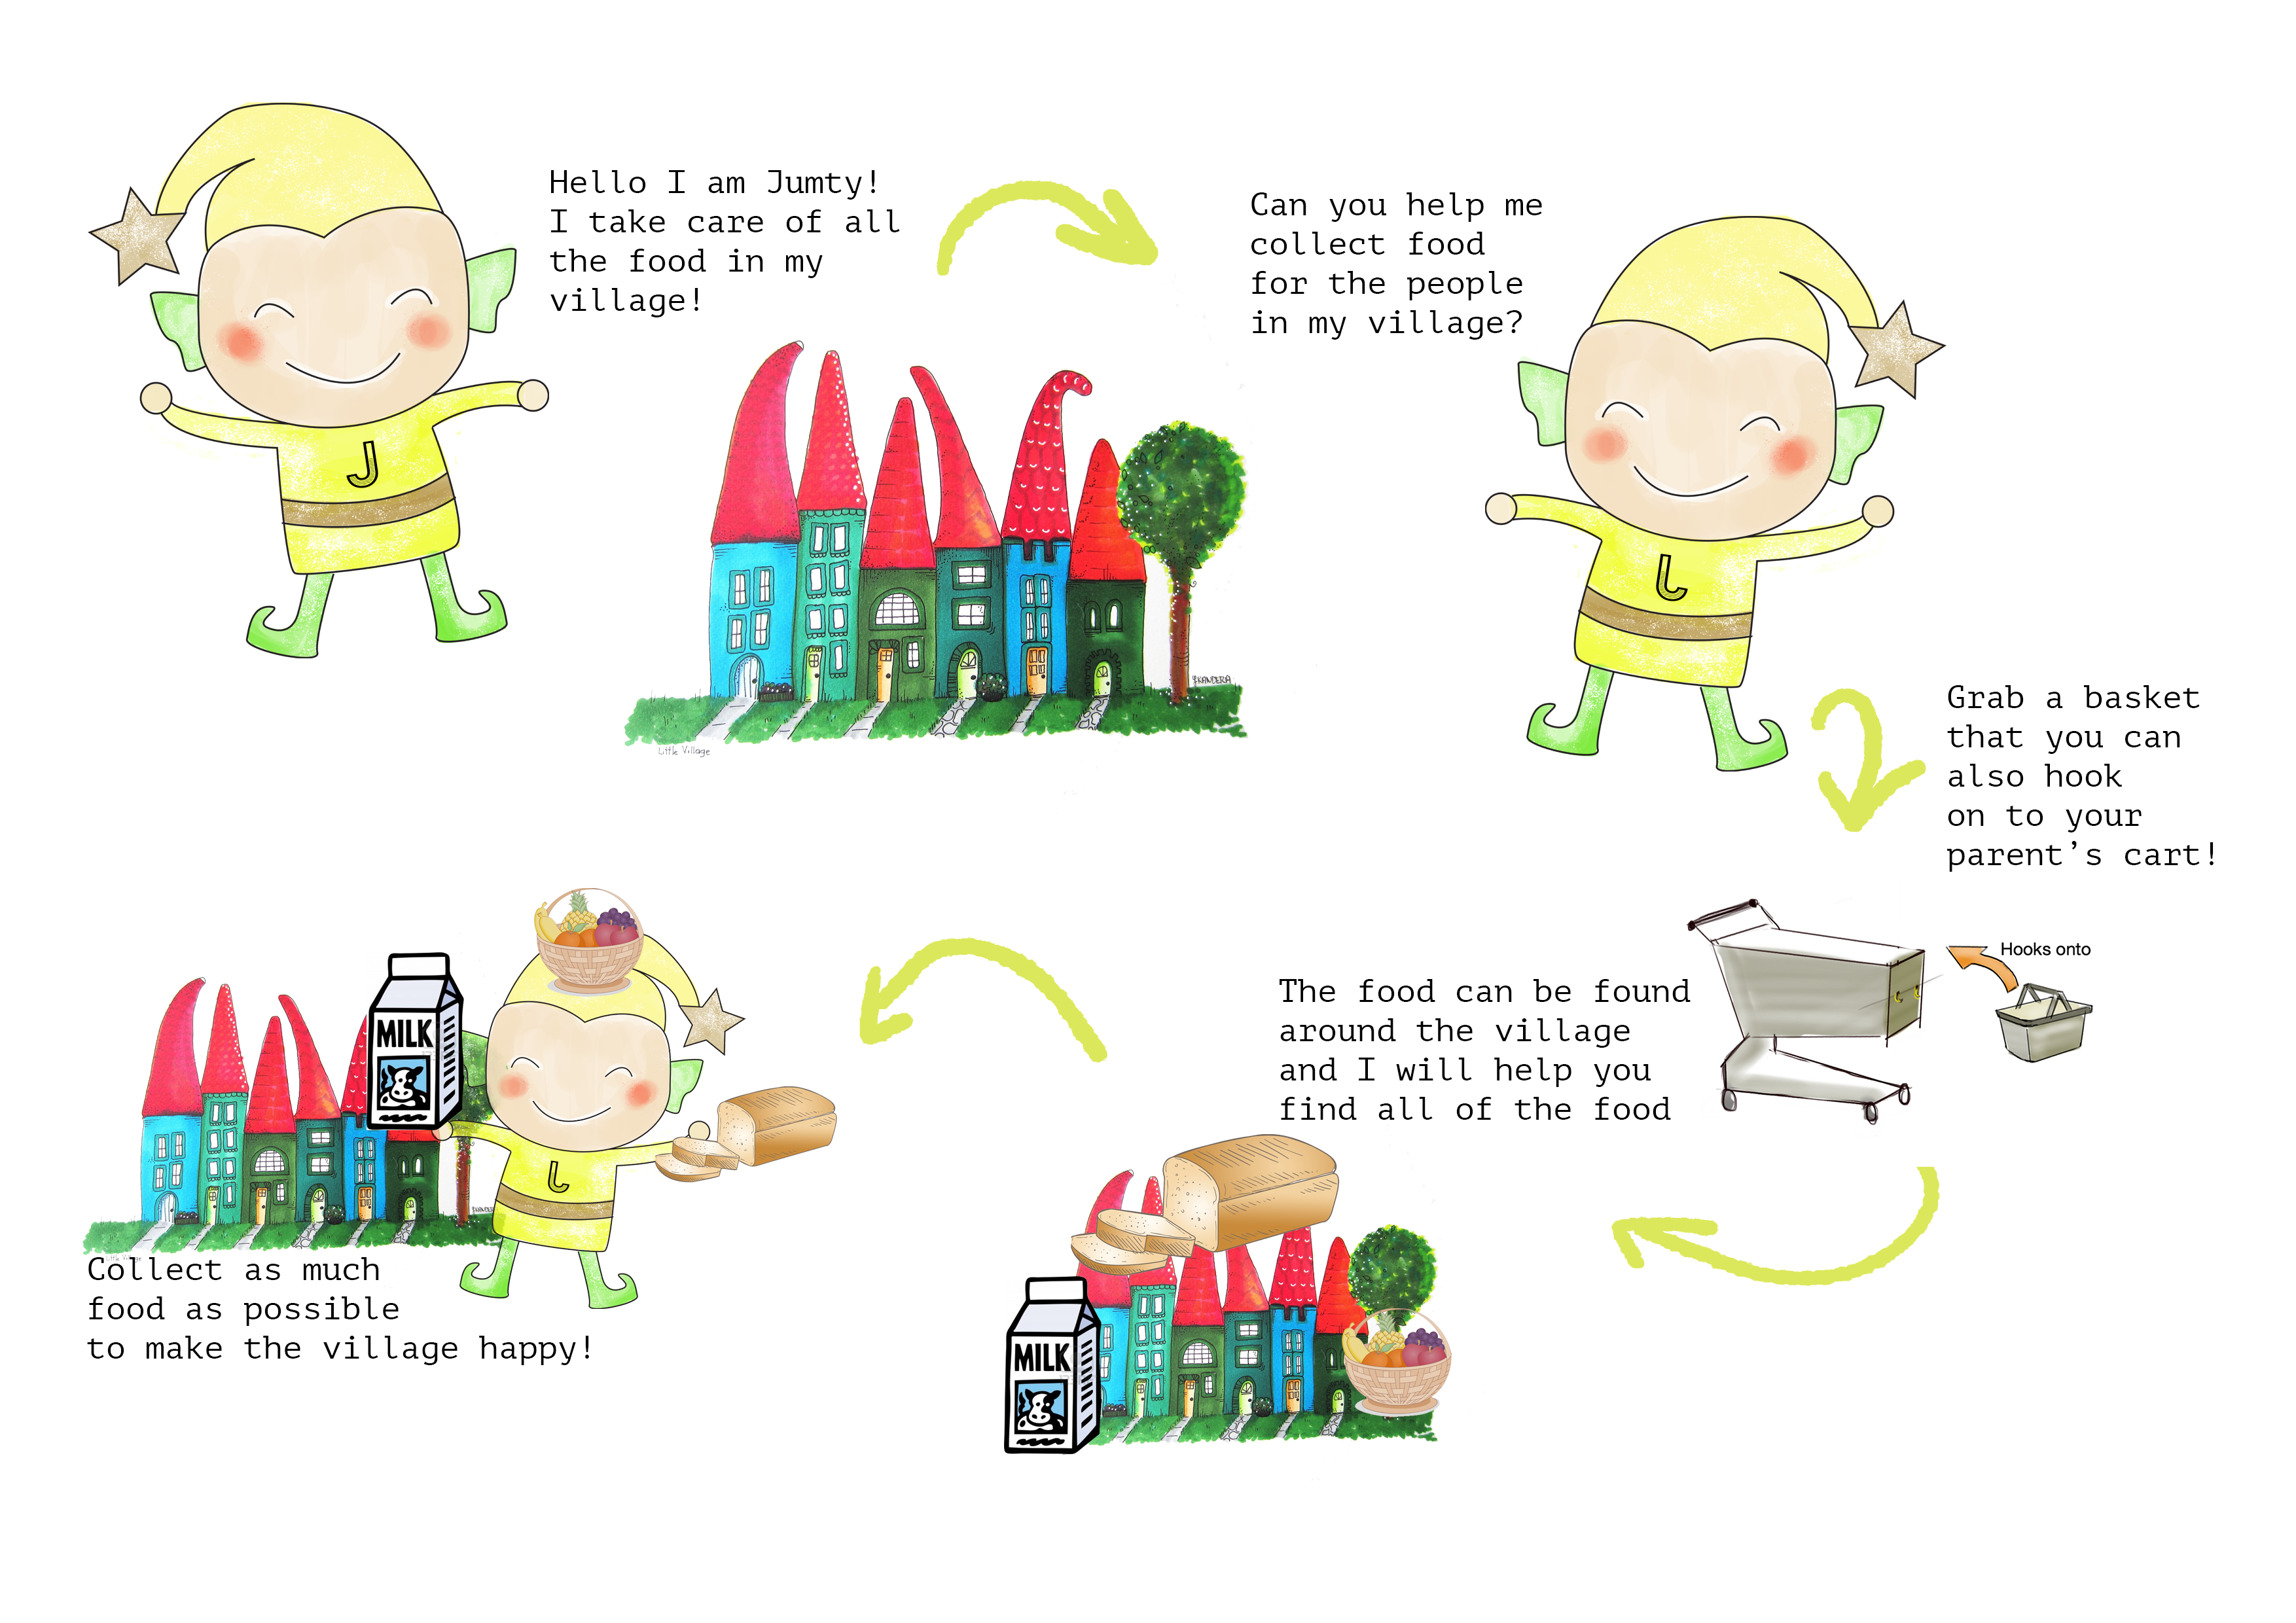 Hello I am Jumty!
I take care of all
the food in my
village!
J
Can you help me
collect food
for the people
in my village?
SKANDERA
Little Village
Grab a basket
that you can
also hook
on to your
parent’s cart!
Hooks onto
The food can be found
around the village
and I will help you
find all of the food
MILK
MILK
Collect as much
food as possible
to make the village happy!